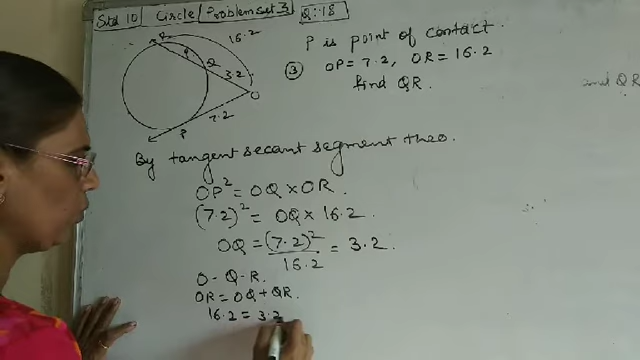 Std 10 Circle/Problem set 3 Q:18
P is point of contact.
③ OP = 7.2, OR = 16.2
find QR.
and QR
16.2
R
Q
3.2
O
7.2
P
By tangent secant segment theo.
OP² = OQ × OR.
(7.2)² = OQ × 16.2
OQ = (7.2)² / 16.2 = 3.2
O - Q - R.
OR = OQ + QR.
16.2 = 3.2